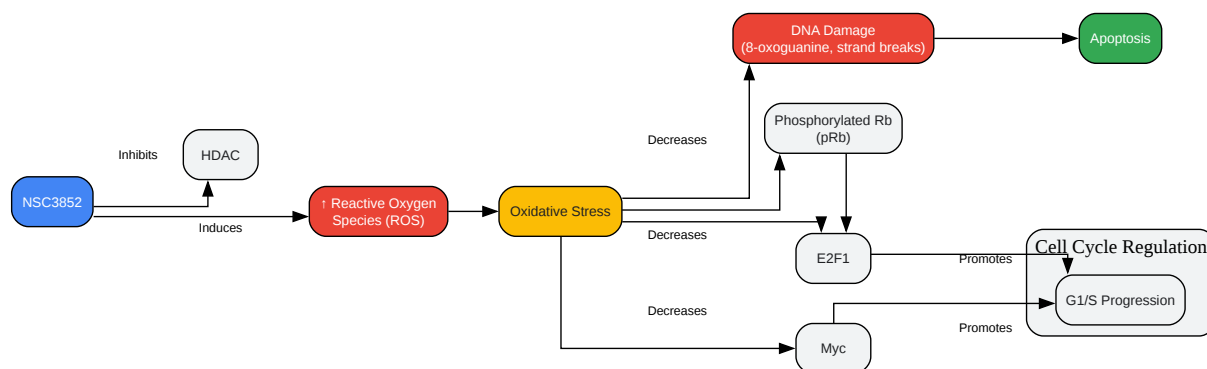 DNA Damage
(8-oxoguanine, strand breaks)
Apoptosis
Phosphorylated Rb
(pRb)
Decreases
Inhibits
HDAC
NSC3852
↑ Reactive Oxygen
Species (ROS)
Oxidative Stress
Induces
Decreases
E2F1
Promotes
Cell Cycle Regulation
G1/S Progression
Decreases
Promotes
Myc